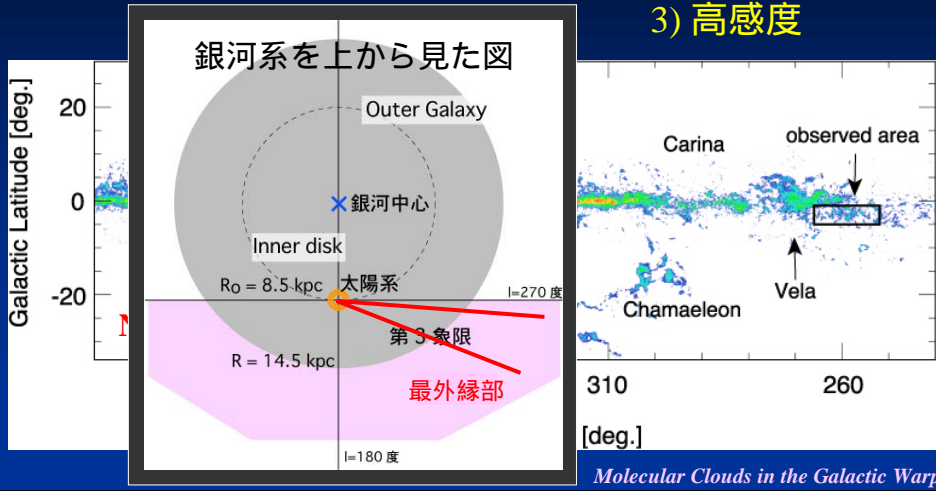 3) 高感度
銀河系を上から見た図
Outer Galaxy
銀河中心
Inner disk
Ro = 8.5 kpc
太陽系
l=270 度
第 3 象限
R = 14.5 kpc
最外縁部
l=180 度
Galactic Latitude [deg.]
20
0
-20
N
Carina
observed area
Vela
Chamaeleon
310
260
[deg.]
Molecular Clouds in the Galactic Warp